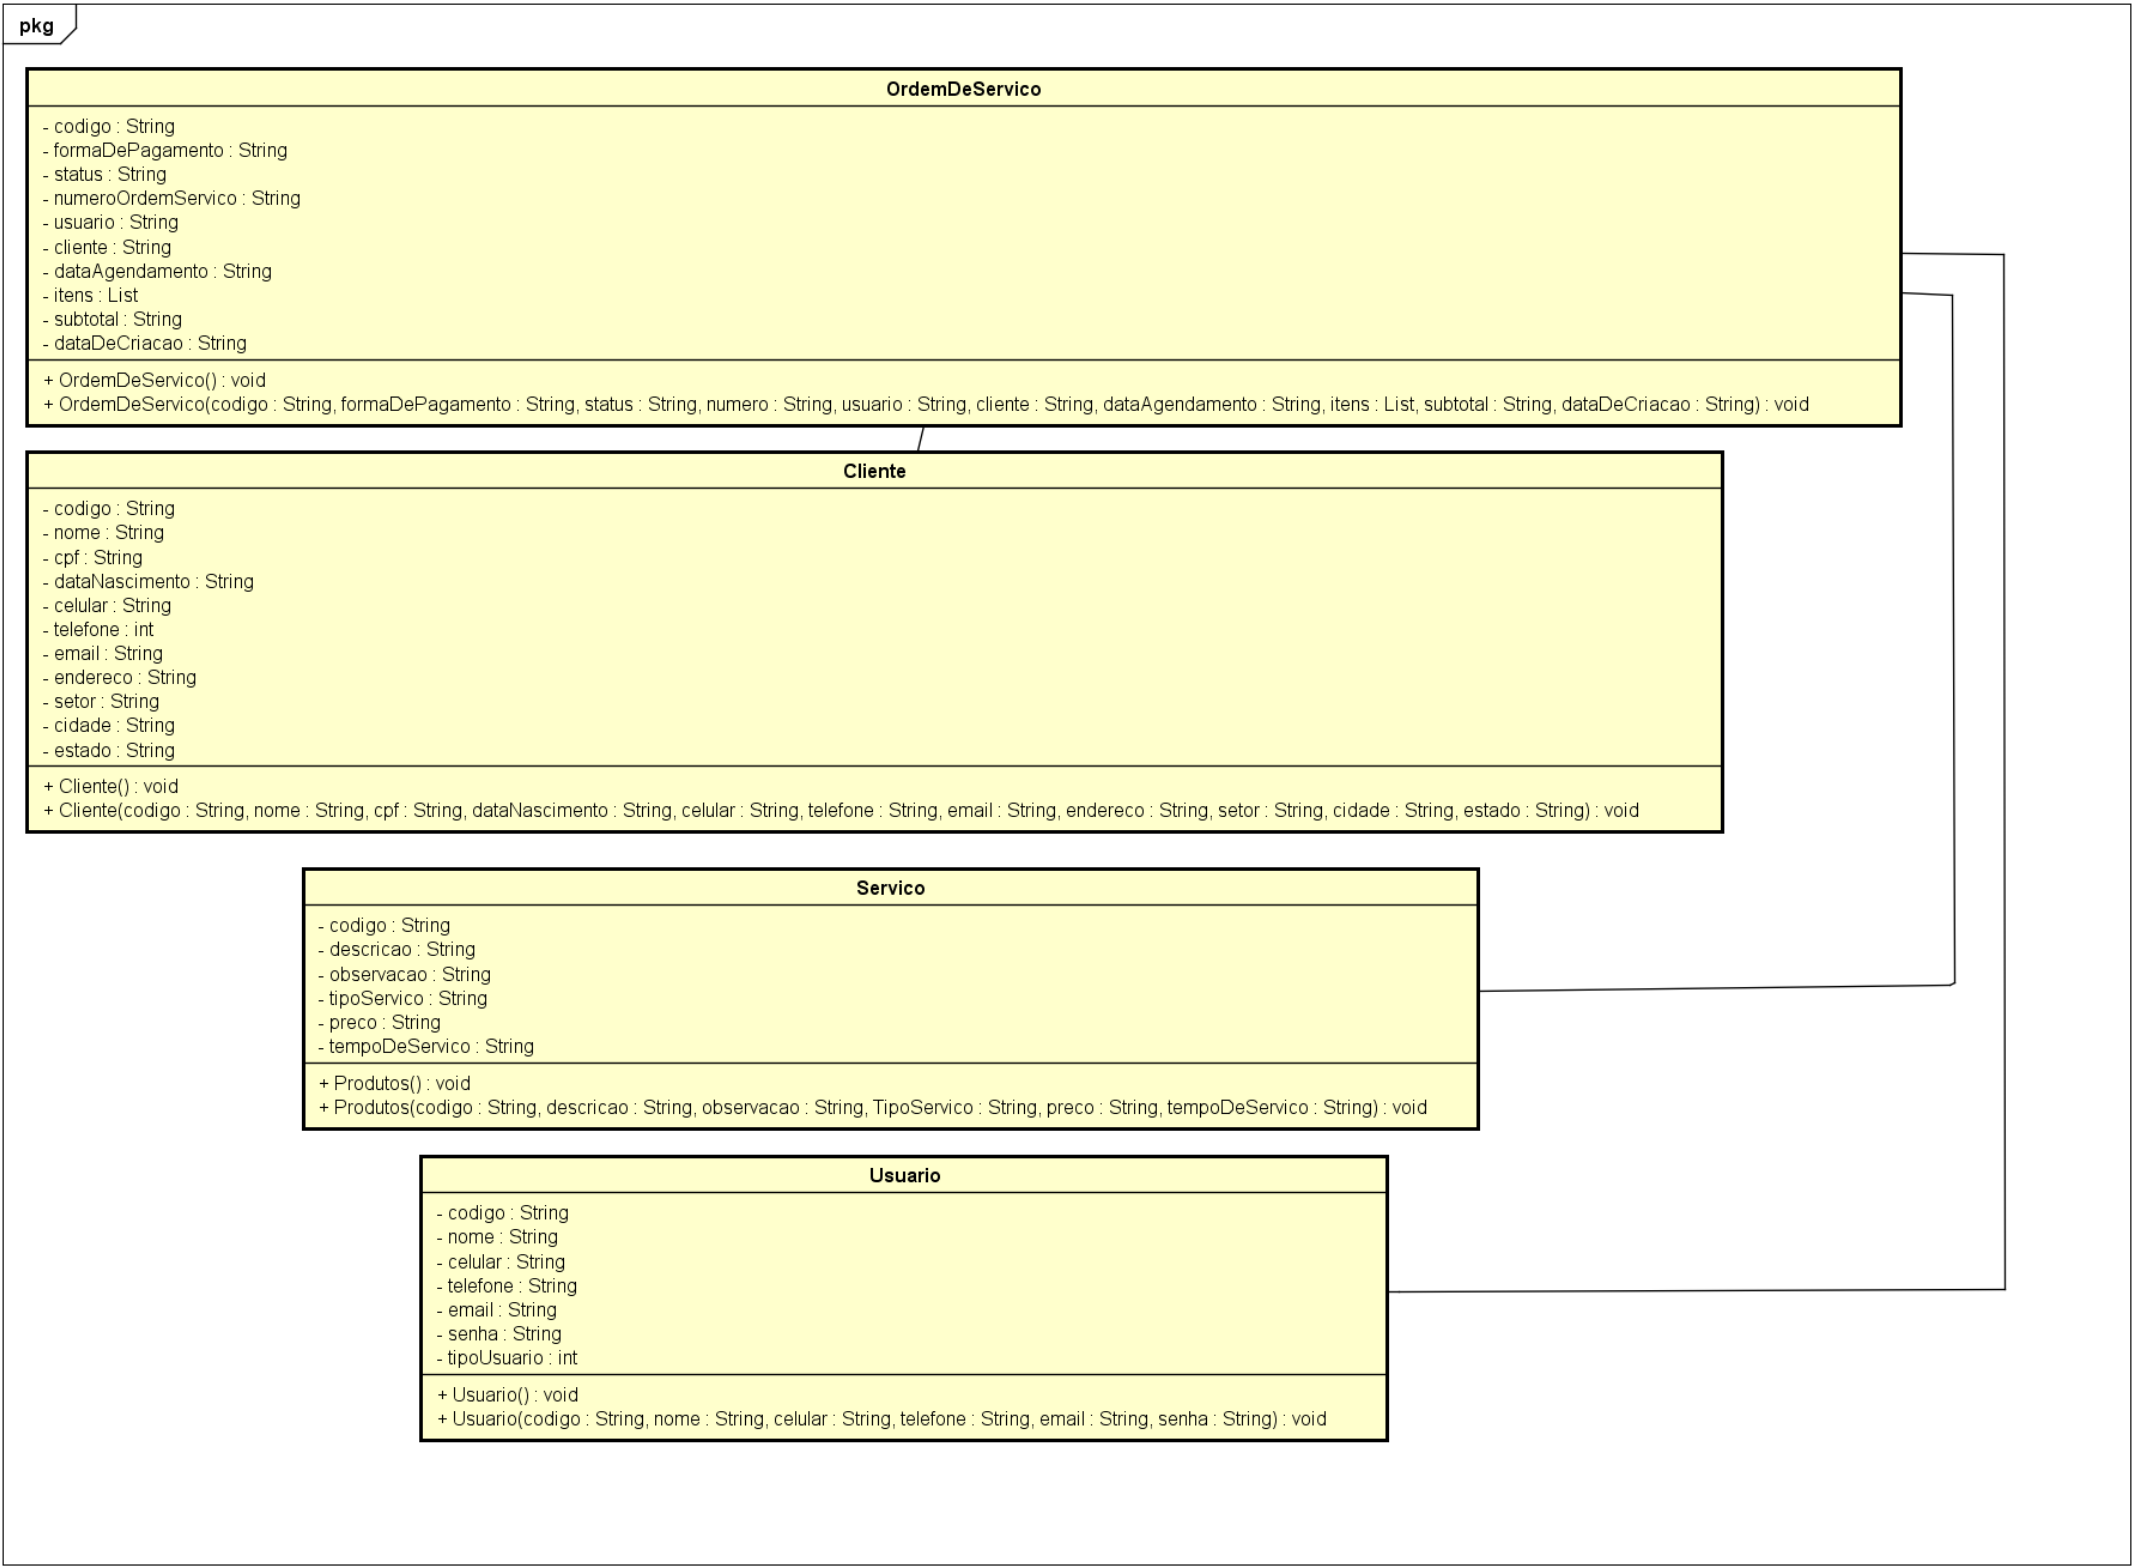 pkg
OrdemDeServico
- codigo : String
- formaDePagamento : String
- status : String
- numeroOrdemServico : String
- usuario : String
- cliente : String
- dataAgendamento : String
- itens : List
- subtotal : String
- dataDeCriacao : String
+ OrdemDeServico() : void
+ OrdemDeServico(codigo : String, formaDePagamento : String, status : String, numero : String, usuario : String, cliente : String, dataAgendamento : String, itens : List, subtotal : String, dataDeCriacao : String) : void
Cliente
- codigo : String
- nome : String
- cpf : String
- dataNascimento : String
- celular : String
- telefone : int
- email : String
- endereco : String
- setor : String
- cidade : String
- estado : String
+ Cliente() : void
+ Cliente(codigo : String, nome : String, cpf : String, dataNascimento : String, celular : String, telefone : String, email : String, endereco : String, setor : String, cidade : String, estado : String) : void
Servico
- codigo : String
- descricao : String
- observacao : String
- tipoServico : String
- preco : String
- tempoDeServico : String
+ Produtos() : void
+ Produtos(codigo : String, descricao : String, observacao : String, TipoServico : String, preco : String, tempoDeServico : String) : void
Usuario
- codigo : String
- nome : String
- celular : String
- telefone : String
- email : String
- senha : String
- tipoUsuario : int
+ Usuario() : void
+ Usuario(codigo : String, nome : String, celular : String, telefone : String, email : String, senha : String) : void